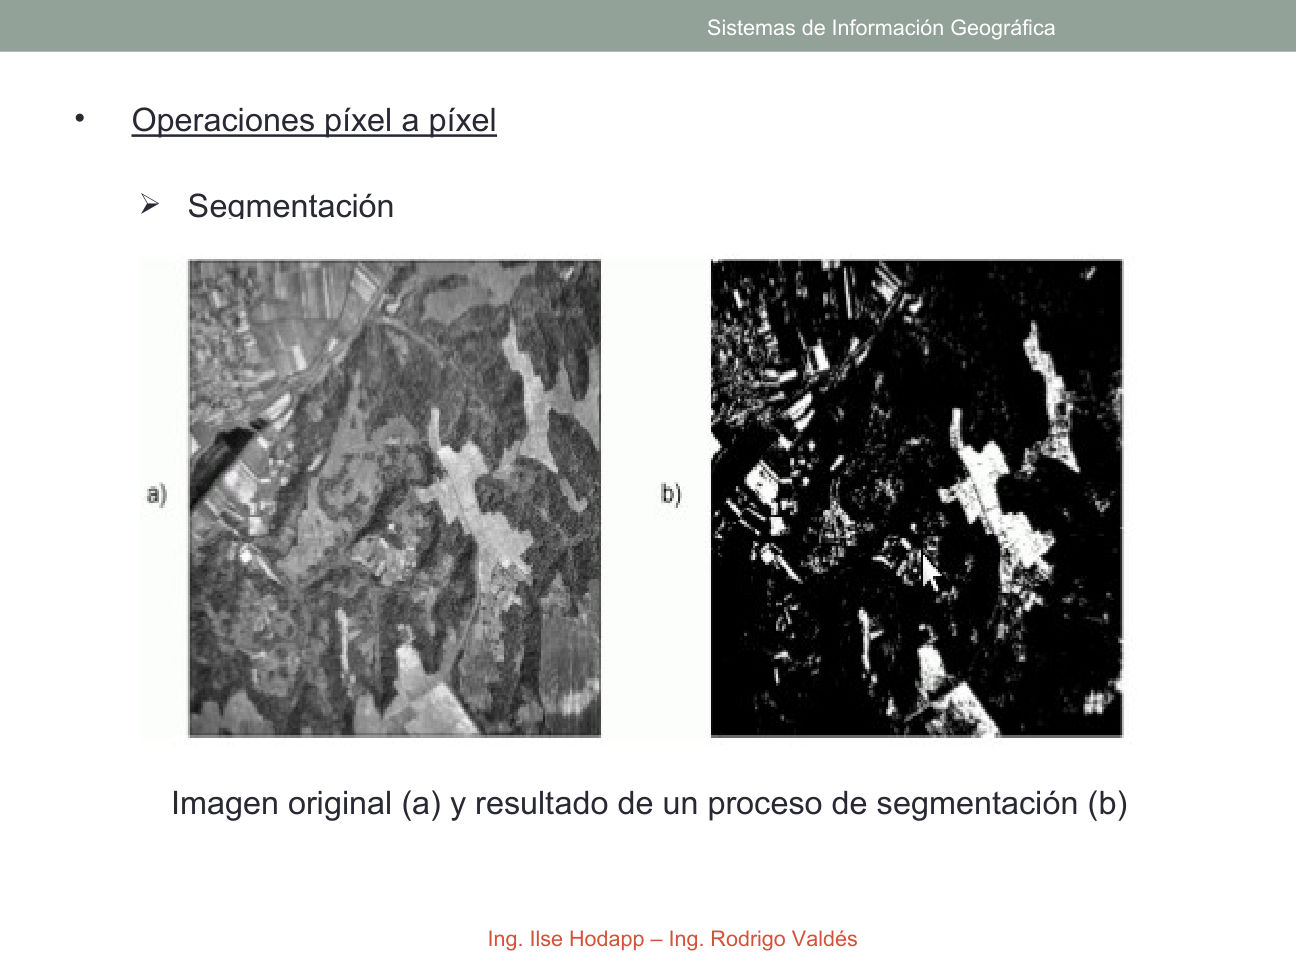 Sistemas de Información Geográfica
• Operaciones píxel a píxel
➢ Segmentación
a)
b)
Imagen original (a) y resultado de un proceso de segmentación (b)
Ing. Ilse Hodapp – Ing. Rodrigo Valdés